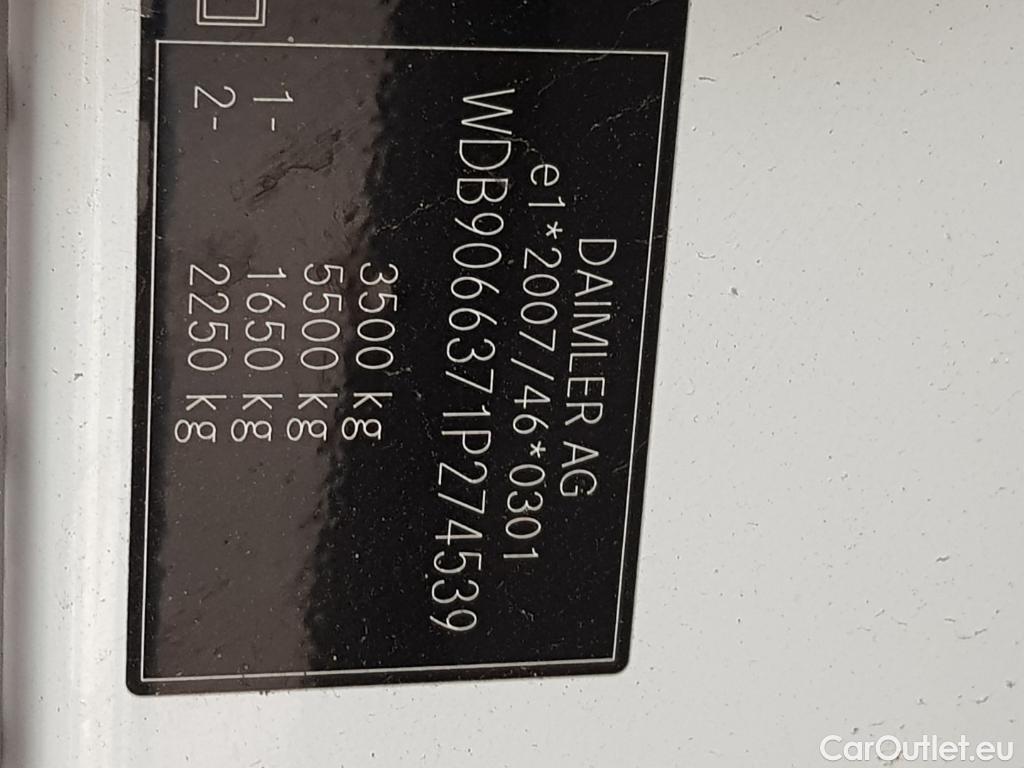 DAIMLER AG
e1*2007/46*0301
WDB9066371P274539
3500 kg
5500 kg
1- 1650 kg
2- 2250 kg
CarOutlet.eu